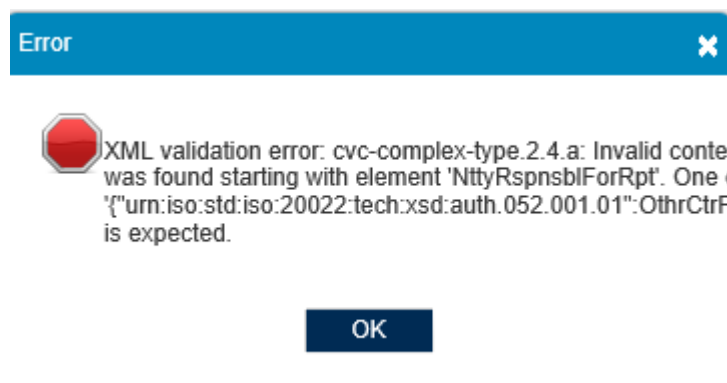 Error
XML validation error: cvc-complex-type.2.4.a: Invalid conte
was found starting with element 'NttyRspnsblForRpt'. One
'{"urn:iso:std:iso:20022:tech:xsd:auth.052.001.01":OthrCtrP
is expected.
OK